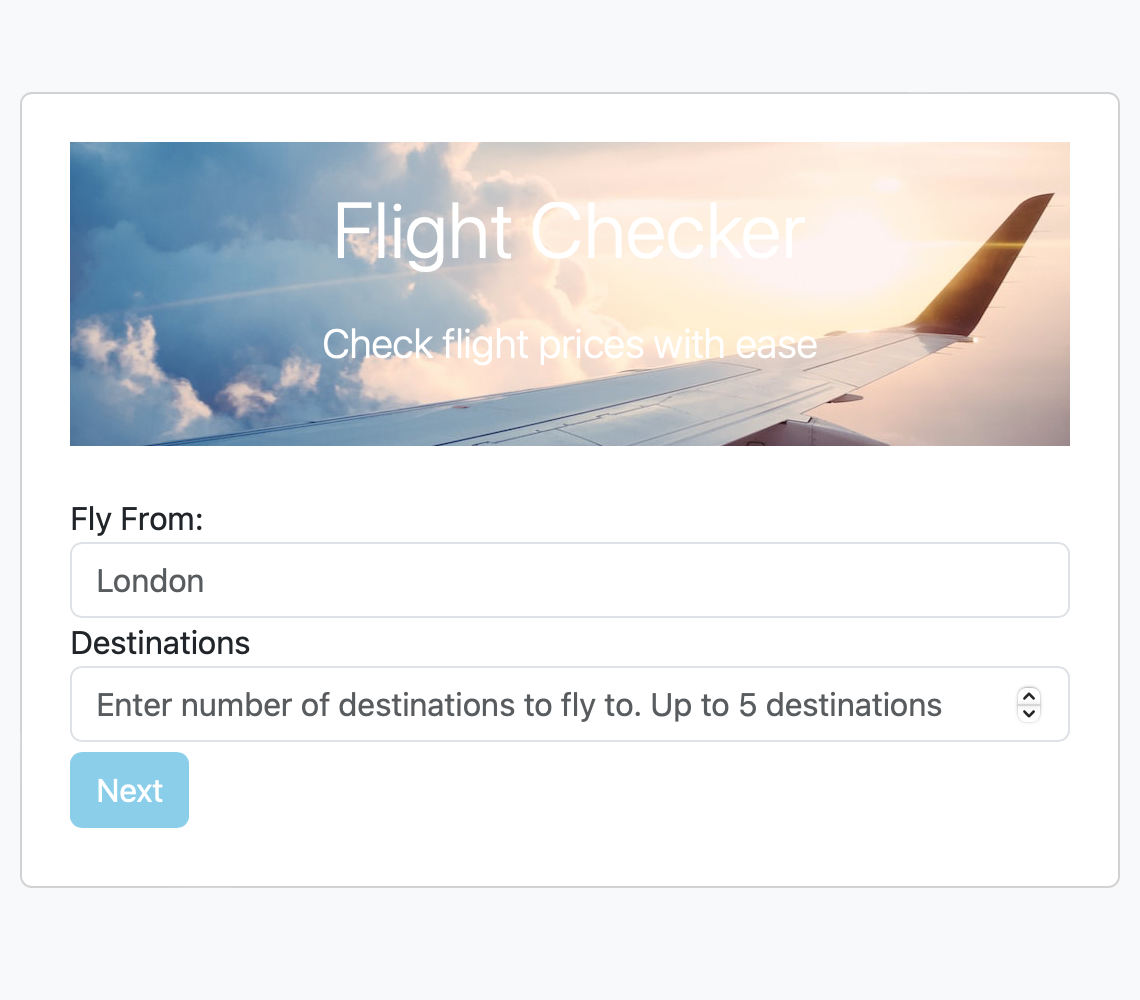 Flight Checker
Check flight prices with ease
Fly From:
London
Destinations
Enter number of destinations to fly to. Up to 5 destinations
Next